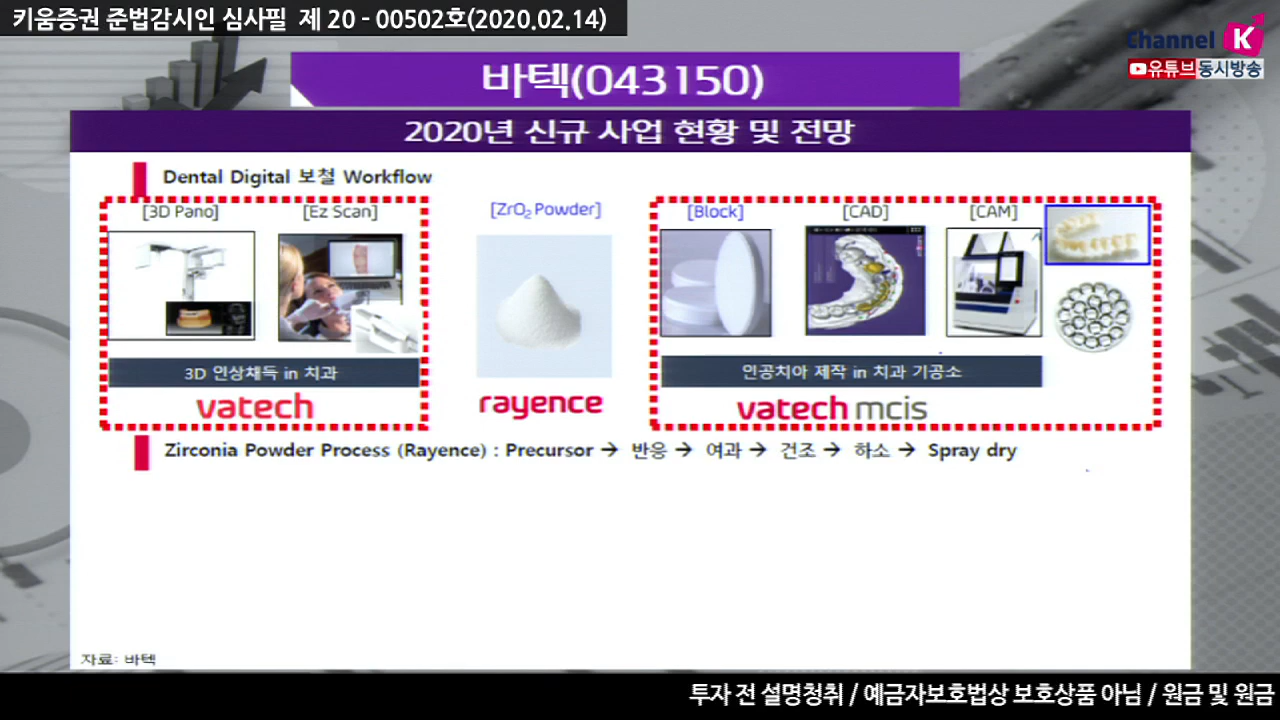 키움증권 준법감시인 심사필 제 20 - 00502호(2020.02.14)
Channel K
유튜브 동시방송
바텍(043150)
2020년 신규 사업 현황 및 전망
Dental Digital 보철 Workflow
[3D Pano] [Ez Scan] [ZrO₂ Powder] [Block] [CAD] [CAM]
3D 인상채득 in 치과
인공치아 제작 in 치과 기공소
vatech rayence vatech mcis
Zirconia Powder Process (Rayence) : Precursor → 반응 → 여과 → 건조 → 하소 → Spray dry
자료: 바텍
투자 전 설명청취 / 예금자보호법상 보호상품 아님 / 원금 및 원금